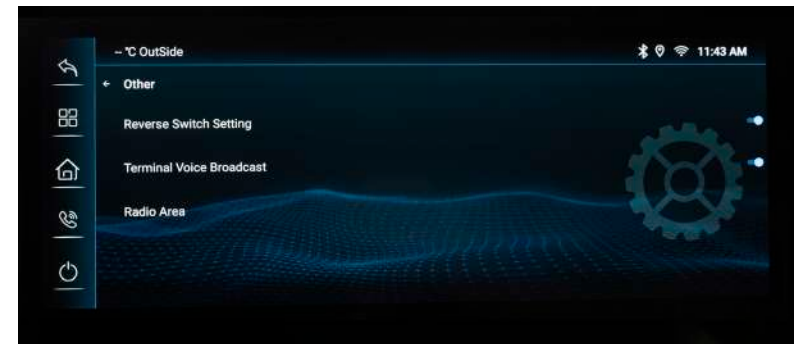 -- °C OutSide
11:43 AM
Other
Reverse Switch Setting
Terminal Voice Broadcast
Radio Area